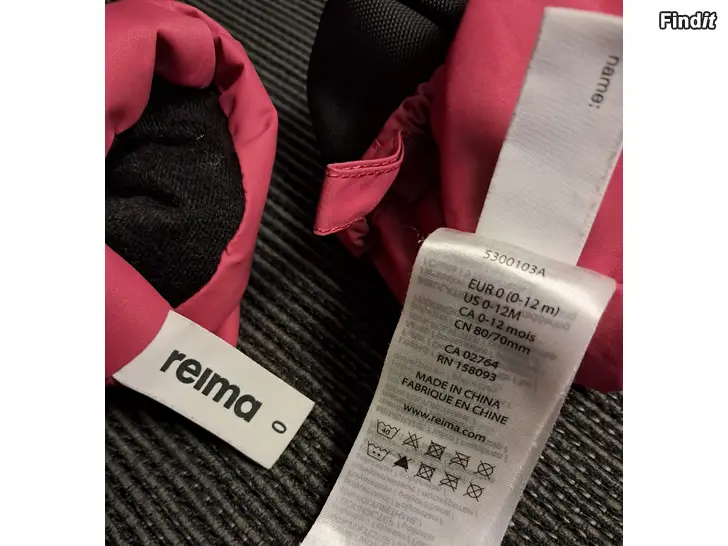 Findit
name:
5300103A
EUR 0 (0-12 m)
US 0-12M
CA 0-12 mois
CN 80/70mm
CA 02764
RN 158093
MADE IN CHINA
FABRIQUE EN CHINE
www.reima.com
40
reima 0